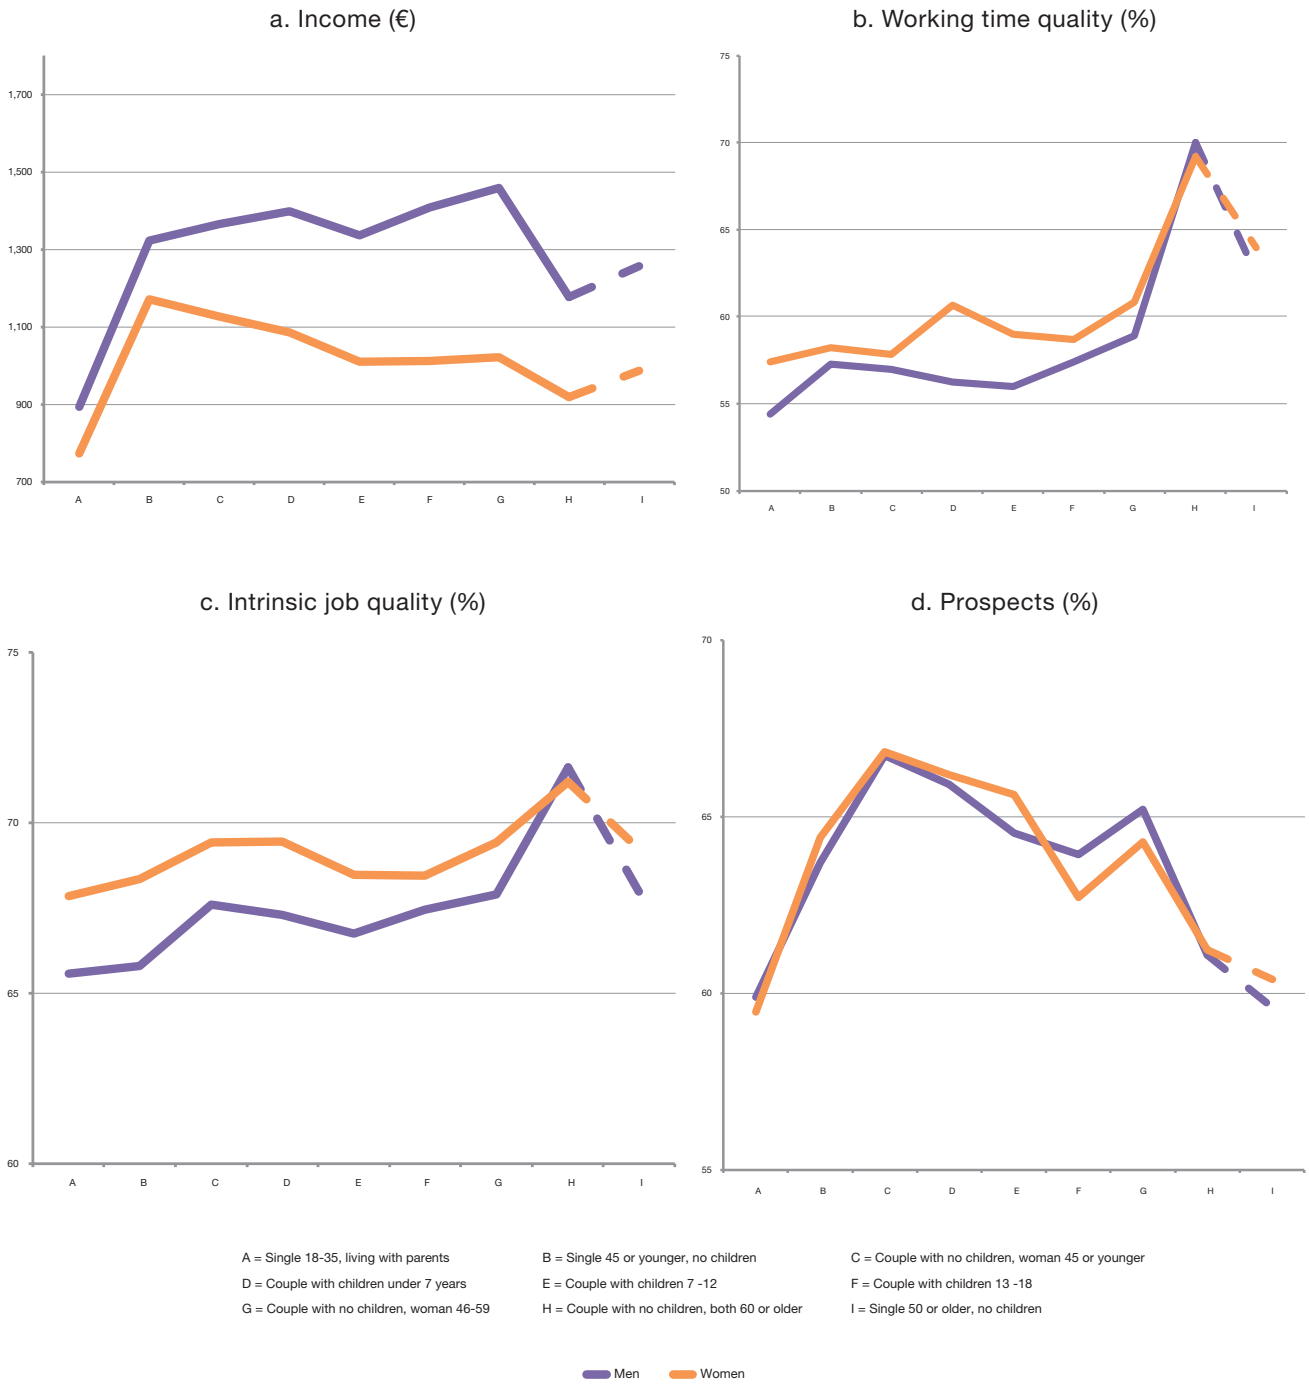 a. Income (€)
1,700
1,500
1,300
1,100
900
700
A B C D E F G H I
b. Working time quality (%)
75
70
65
60
55
50
A B C D E F G H I
c. Intrinsic job quality (%)
75
70
65
60
A B C D E F G H I
d. Prospects (%)
70
65
60
55
A B C D E F G H I
A = Single 18-35, living with parents B = Single 45 or younger, no children C = Couple with no children, woman 45 or younger
D = Couple with children under 7 years E = Couple with children 7 -12 F = Couple with children 13 -18
G = Couple with no children, woman 46-59 H = Couple with no children, both 60 or older I = Single 50 or older, no children
Men Women